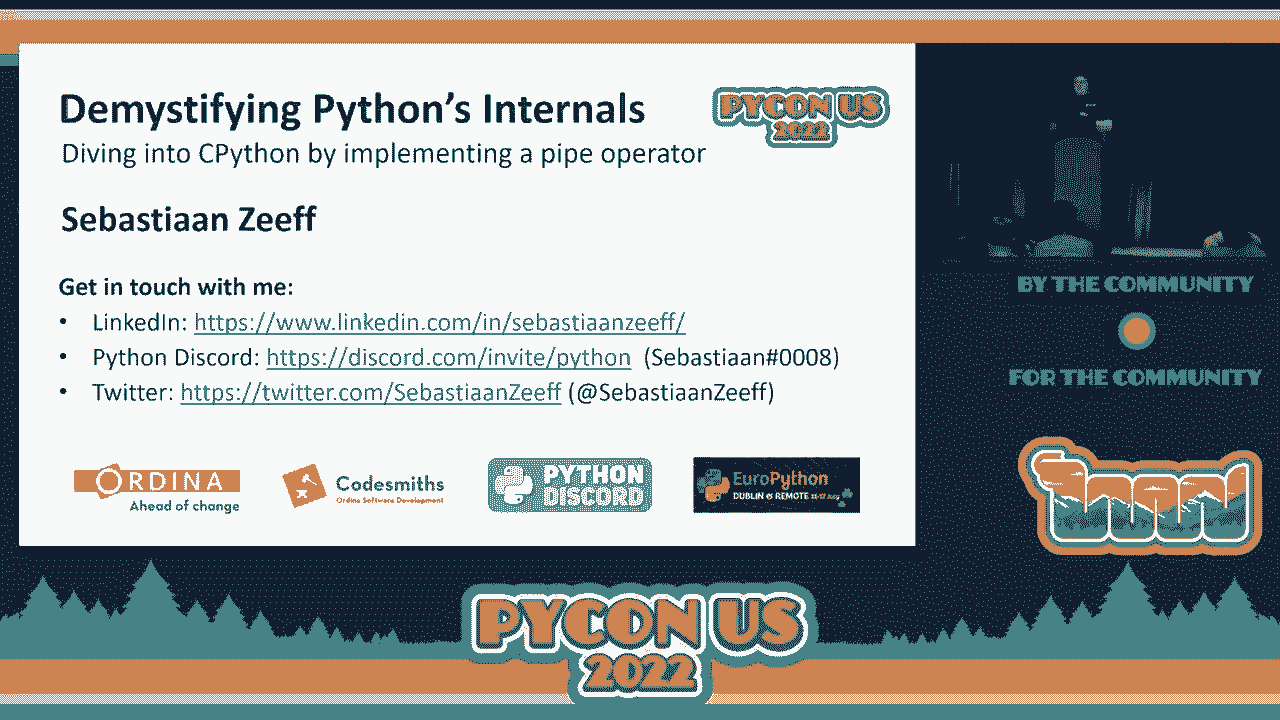 Demystifying Python's Internals
Diving into CPython by implementing a pipe operator
PYCON US
2022
Sebastiaan Zeeff
Get in touch with me:
• LinkedIn: https://www.linkedin.com/in/sebastiaanzeeff/
• Python Discord: https://discord.com/invite/python (Sebastiaan#0008)
• Twitter: https://twitter.com/SebastiaanZeeff (@SebastiaanZeeff)
ORDINA
Ahead of change
Codesmiths
Ordina Software Development
PYTHON
DISCORD
EuroPython
DUBLIN & REMOTE 11-17 July
BY THE COMMUNITY
FOR THE COMMUNITY
PYCON US
2022